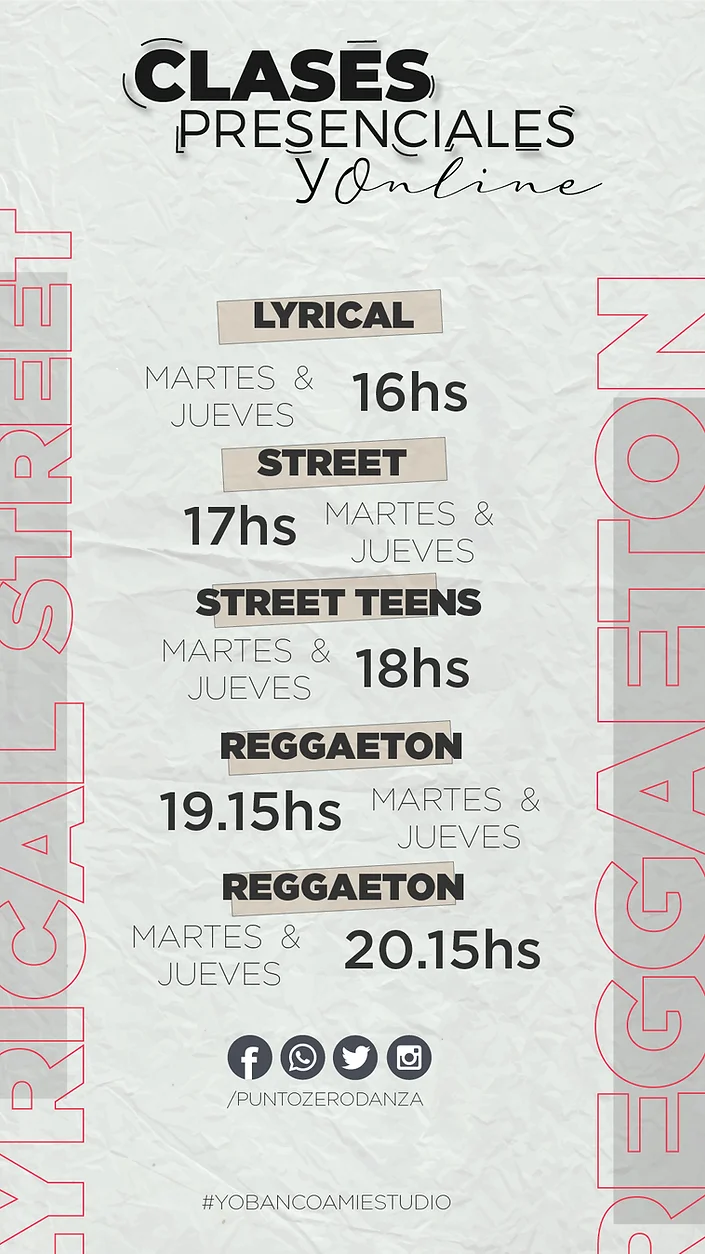 CLASES
PRESENCIALES
y Online
LYRICAL
MARTES &
JUEVES
16hs
STREET
17hs
MARTES &
JUEVES
STREET TEENS
MARTES &
JUEVES
18hs
REGGAETON
19.15hs
MARTES &
JUEVES
REGGAETON
MARTES &
JUEVES
20.15hs
/PUNTOZERODANZA
#YOBANCOAMIESTUDIO
LYRICAL STREET
REGGAETON